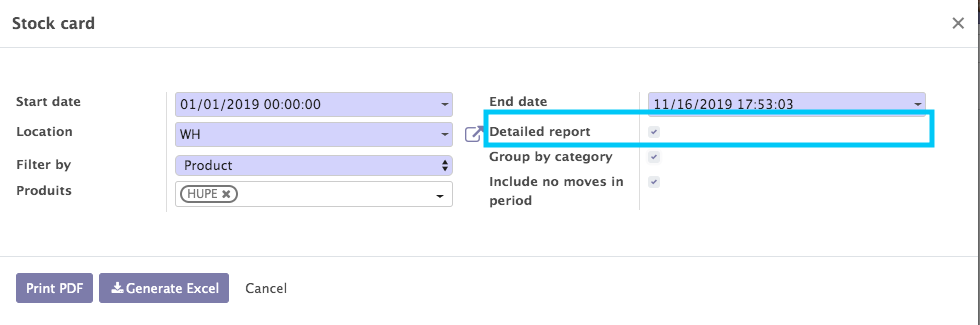 Stock card
Start date 01/01/2019 00:00:00 End date 11/16/2019 17:53:03
Location WH Detailed report
Filter by Product Group by category
Produits HUPE Include no moves in
period
Print PDF Generate Excel Cancel